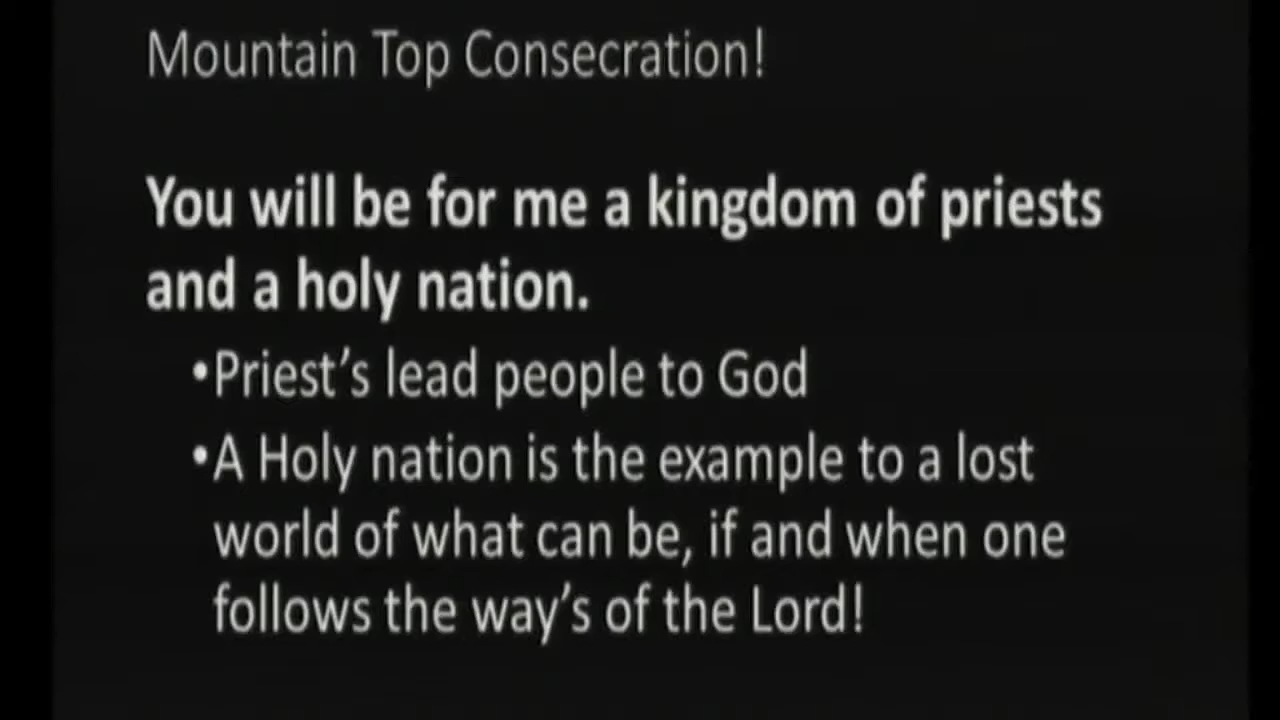 Mountain Top Consecration!
You will be for me a kingdom of priests
and a holy nation.
•Priest’s lead people to God
•A Holy nation is the example to a lost
world of what can be, if and when one
follows the way’s of the Lord!